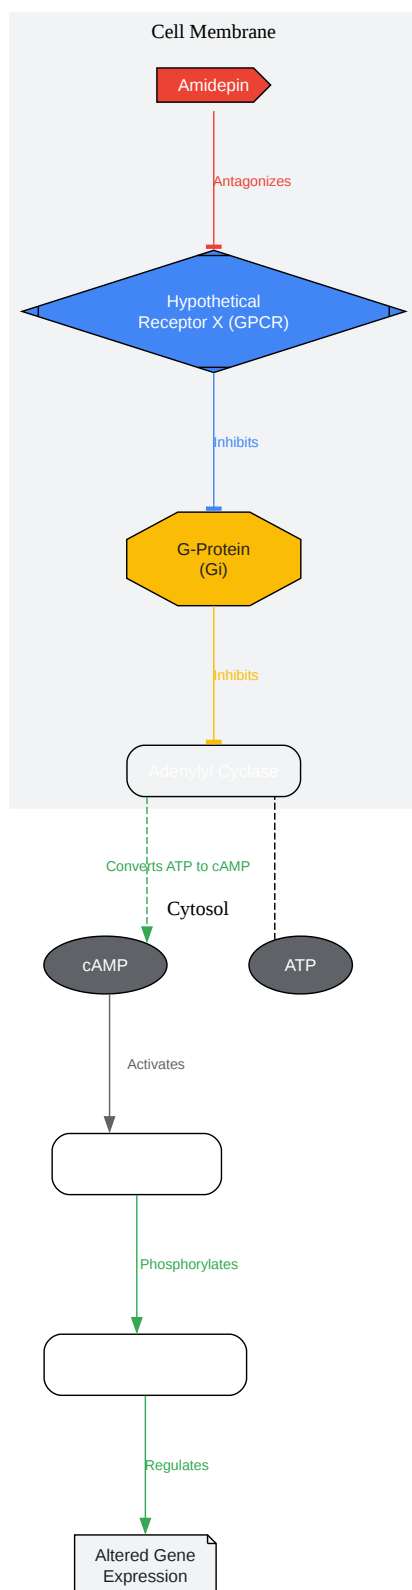 Cell Membrane
Amidepin
Antagonizes
Hypothetical
Receptor X (GPCR)
Inhibits
G-Protein
(Gi)
Inhibits
Adenylyl Cyclase
Converts ATP to cAMP
Cytosol
cAMP
ATP
Activates
Phosphorylates
Regulates
Altered Gene
Expression